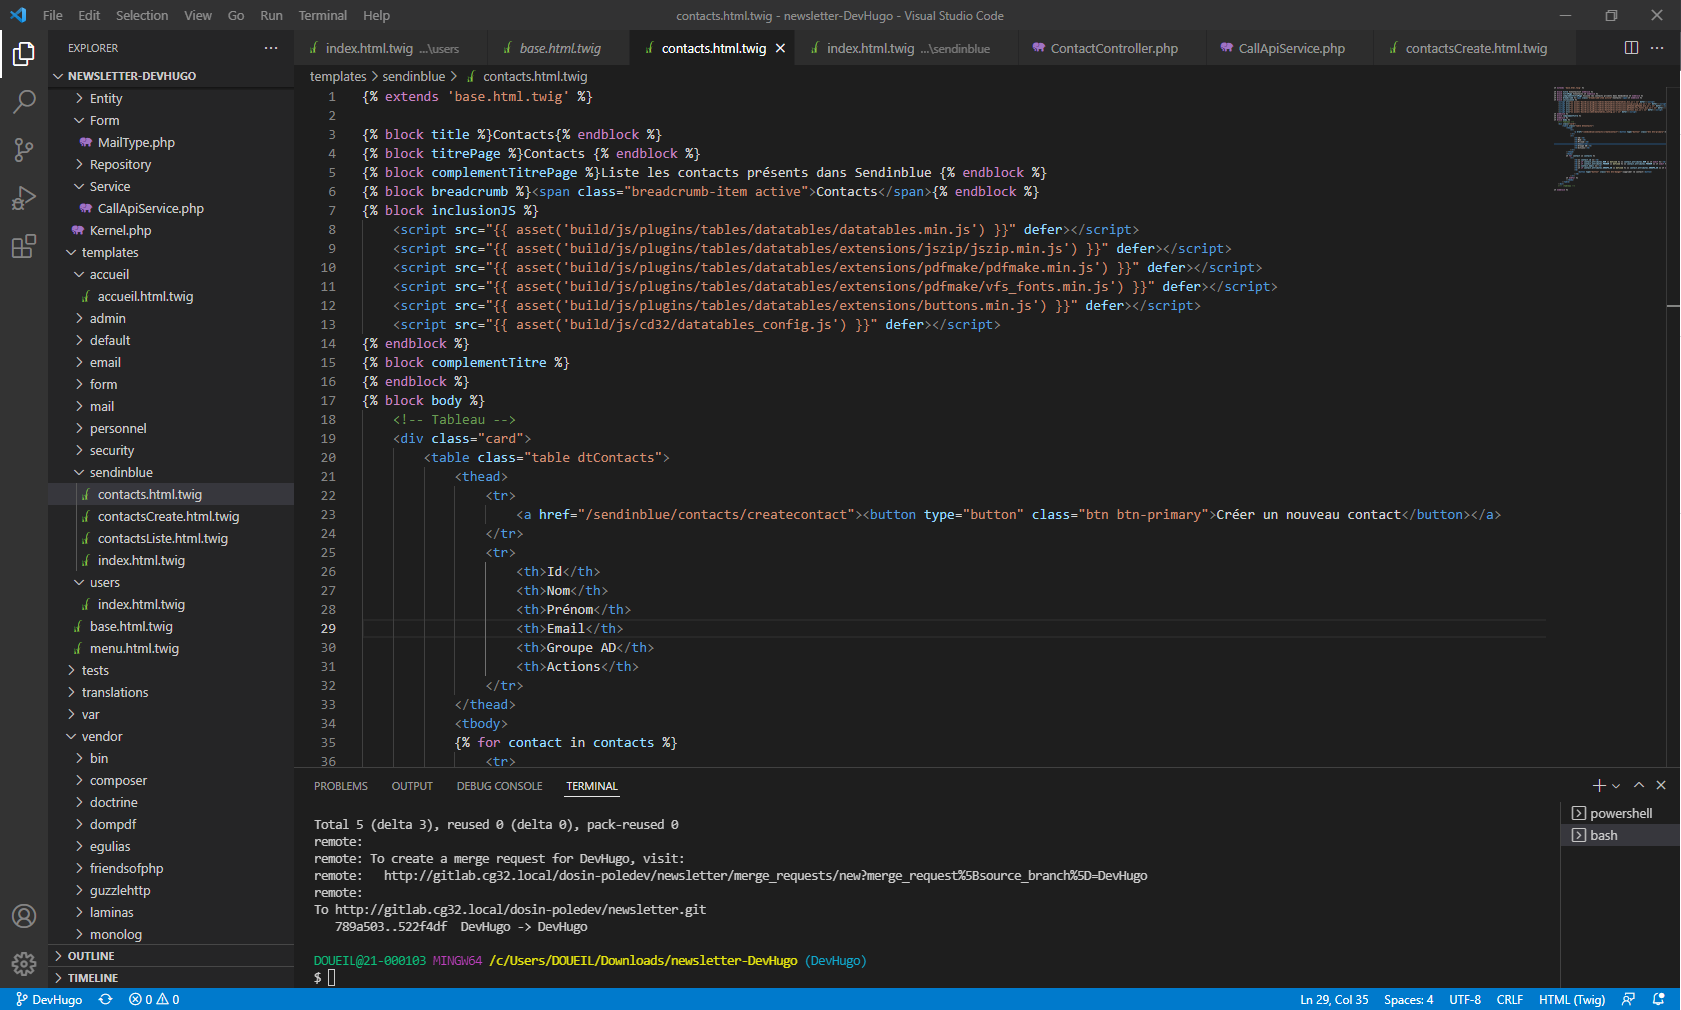 File Edit Selection View Go Run Terminal Help
contacts.html.twig - newsletter-DevHugo - Visual Studio Code
EXPLORER
NEWSLETTER-DEVHUGO
Entity
Form
MailType.php
Repository
Service
CallApiService.php
Kernel.php
templates
accueil
accueil.html.twig
admin
default
email
form
mail
personnel
security
sendinblue
contacts.html.twig
contactsCreate.html.twig
contactsListe.html.twig
index.html.twig
users
index.html.twig
base.html.twig
menu.html.twig
tests
translations
var
vendor
bin
composer
doctrine
dompdf
egulias
friendsofphp
guzzlehttp
laminas
monolog
OUTLINE
TIMELINE
index.html.twig ...\users
base.html.twig
contacts.html.twig
index.html.twig ...\sendinblue
ContactController.php
CallApiService.php
contactsCreate.html.twig
templates > sendinblue > contacts.html.twig
1 {% extends 'base.html.twig' %}
2
3 {% block title %}Contacts{% endblock %}
4 {% block titrePage %}Contacts {% endblock %}
5 {% block complementTitrePage %}Liste les contacts présents dans Sendinblue {% endblock %}
6 {% block breadcrumb %}<span class="breadcrumb-item active">Contacts</span>{% endblock %}
7 {% block inclusionJS %}
8 <script src="{{ asset('build/js/plugins/tables/datatables/datatables.min.js') }}" defer></script>
9 <script src="{{ asset('build/js/plugins/tables/datatables/extensions/jszip/jszip.min.js') }}" defer></script>
10 <script src="{{ asset('build/js/plugins/tables/datatables/extensions/pdfmake/pdfmake.min.js') }}" defer></script>
11 <script src="{{ asset('build/js/plugins/tables/datatables/extensions/pdfmake/vfs_fonts.min.js') }}" defer></script>
12 <script src="{{ asset('build/js/plugins/tables/datatables/extensions/buttons.min.js') }}" defer></script>
13 <script src="{{ asset('build/js/cd32/datatables_config.js') }}" defer></script>
14 {% endblock %}
15 {% block complementTitre %}
16 {% endblock %}
17 {% block body %}
18 <!-- Tableau -->
19 <div class="card">
20 <table class="table dtContacts">
21 <thead>
22 <tr>
23 <a href="/sendinblue/contacts/createcontact"><button type="button" class="btn btn-primary">Créer un nouveau contact</button></a>
24 </tr>
25 <tr>
26 <th>Id</th>
27 <th>Nom</th>
28 <th>Prénom</th>
29 <th>Email</th>
30 <th>Groupe AD</th>
31 <th>Actions</th>
32 </tr>
33 </thead>
34 <tbody>
35 {% for contact in contacts %}
36 <tr>
PROBLEMS OUTPUT DEBUG CONSOLE TERMINAL
Total 5 (delta 3), reused 0 (delta 0), pack-reused 0
remote:
remote: To create a merge request for DevHugo, visit:
remote: http://gitlab.cg32.local/dosin-poledev/newsletter/merge_requests/new?merge_request%5Bsource_branch%5D=DevHugo
remote:
To http://gitlab.cg32.local/dosin-poledev/newsletter.git
789a503..522f4df DevHugo -> DevHugo
DOUEIL@21-000103 MINGW64 /c/Users/DOUEIL/Downloads/newsletter-DevHugo (DevHugo)
$
powershell
bash
DevHugo 0 0
Ln 29, Col 35 Spaces: 4 UTF-8 CRLF HTML (Twig)